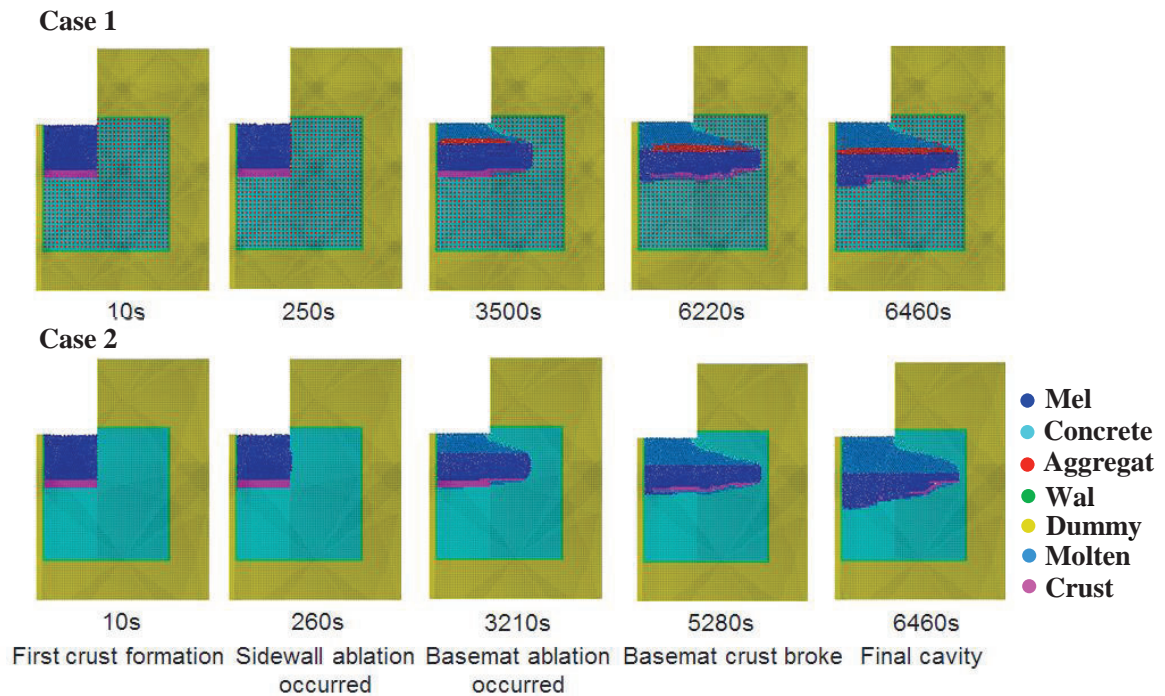 Case 1
10s 250s 3500s 6220s 6460s
Case 2
Mel
Concrete
Aggregat
Wal
Dummy
Molten
Crust
10s 260s 3210s 5280s 6460s
First crust formation Sidewall ablation Basemat ablation Basemat crust broke Final cavity
occurred occurred